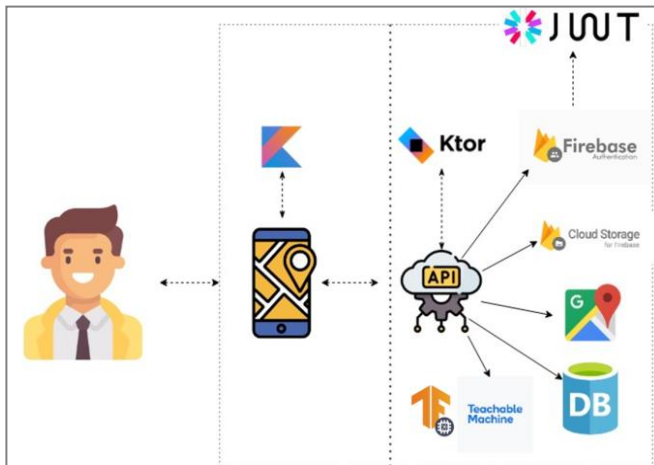 JWT
Ktor
Firebase
Authentication
Cloud Storage
for Firebase
API
G
DB
Teachable
Machine